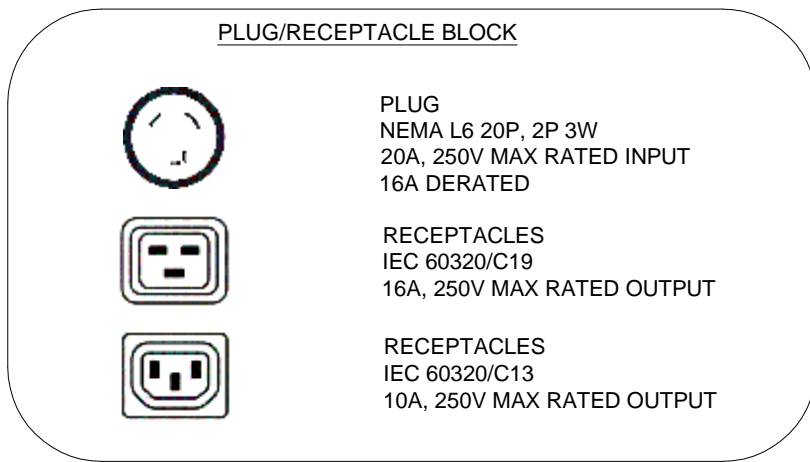 PLUG/RECEPTACLE BLOCK
PLUG
NEMA L6 20P, 2P 3W
20A, 250V MAX RATED INPUT
16A DERATED
RECEPTACLES
IEC 60320/C19
16A, 250V MAX RATED OUTPUT
RECEPTACLES
IEC 60320/C13
10A, 250V MAX RATED OUTPUT